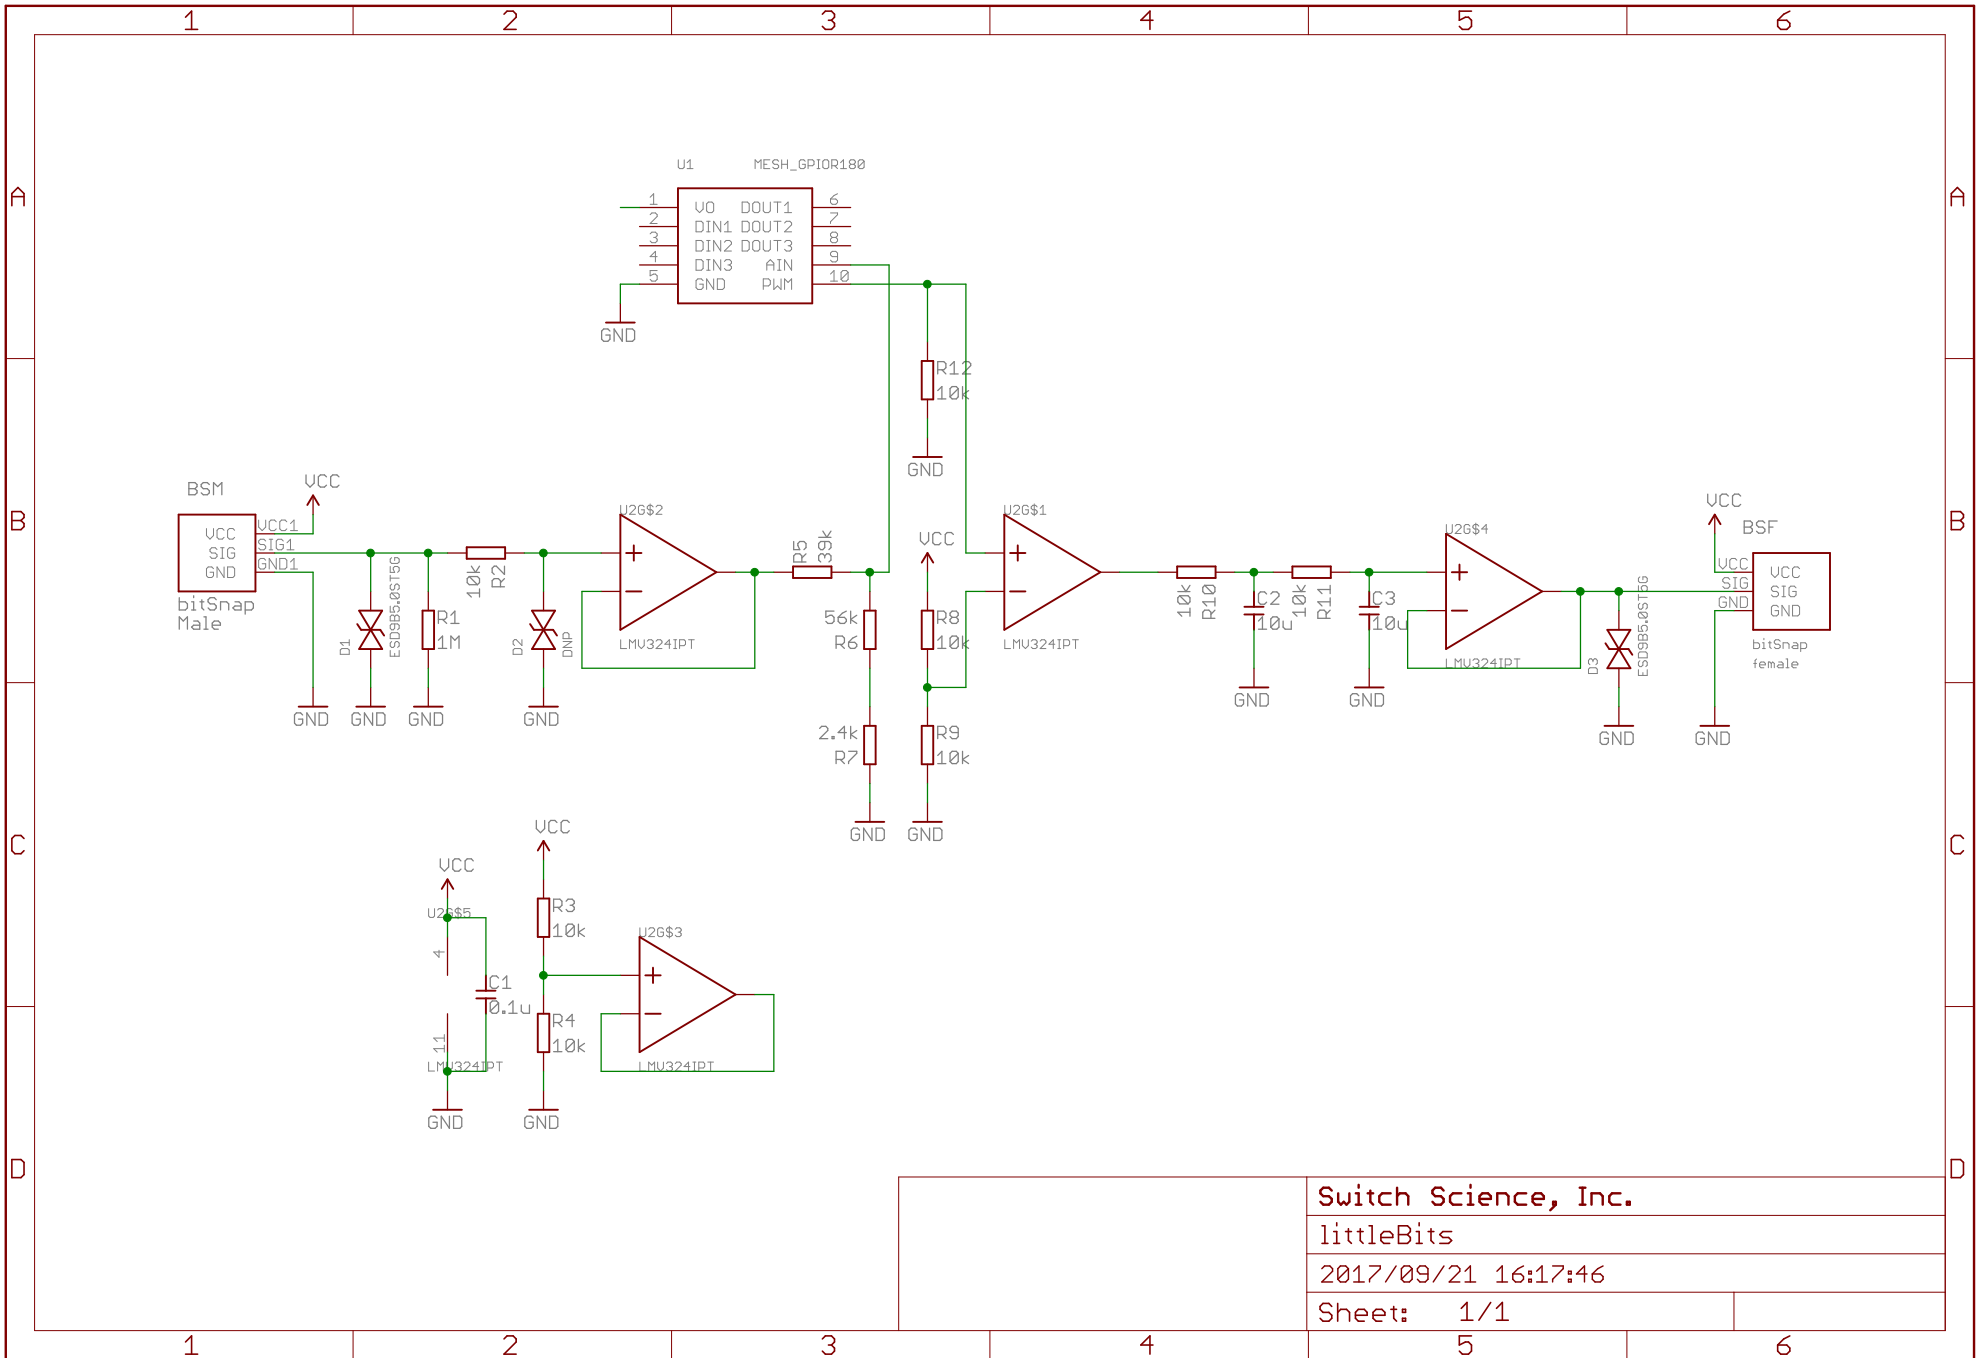 1 2 3 4 5 6
A A
U1 MESH_GPIOR180
1 VO DOUT1 6
2 DIN1 DOUT2 7
3 DIN2 DOUT3 8
4 DIN3 AIN 9
5 GND PWM 10
GND
R12
10k
GND
B B
BSM
VCC
VCC VCC1
SIG SIG1
GND GND1
bitSnap
Male
GND
D1
ESD9B5.0ST5G
GND
R1
1M
GND
10k
R2
D2
DNP
GND
U2G$2
+
-
LMV324IPT
R5
39k
56k
R6
2.4k
R7
GND
VCC
R8
10k
R9
10k
GND
U2G$1
+
-
LMV324IPT
10k
R10
C2
10u
GND
10k
R11
C3
10u
GND
U2G$4
+
-
LMV324IPT
D3
ESD9B5.0ST5G
GND
VCC
BSF
VCC VCC
SIG SIG
GND GND
bitSnap
female
GND
C C
VCC
U2G$5
4
11
C1
0.1u
LMV324IPT
GND
VCC
R3
10k
R4
10k
GND
U2G$3
+
-
LMV324IPT
D D
Switch Science, Inc.
littleBits
2017/09/21 16:17:46
Sheet: 1/1
1 2 3 4 5 6